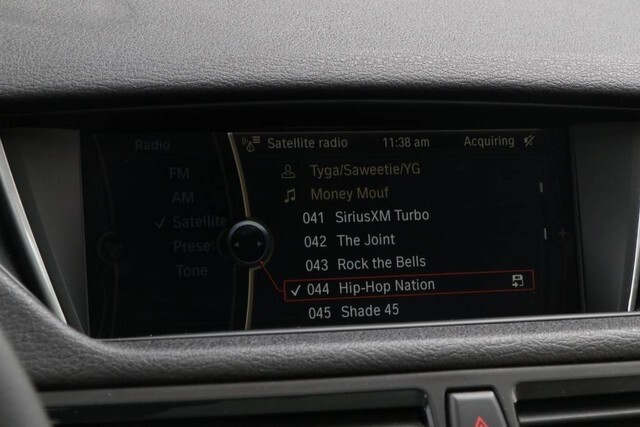 Radio
FM
AM
Satellite
Preset
Tone
Satellite radio 11:38 am Acquiring
Tyga/Saweetie/YG
Money Mouf
041 SiriusXM Turbo
042 The Joint
043 Rock the Bells
044 Hip-Hop Nation
045 Shade 45